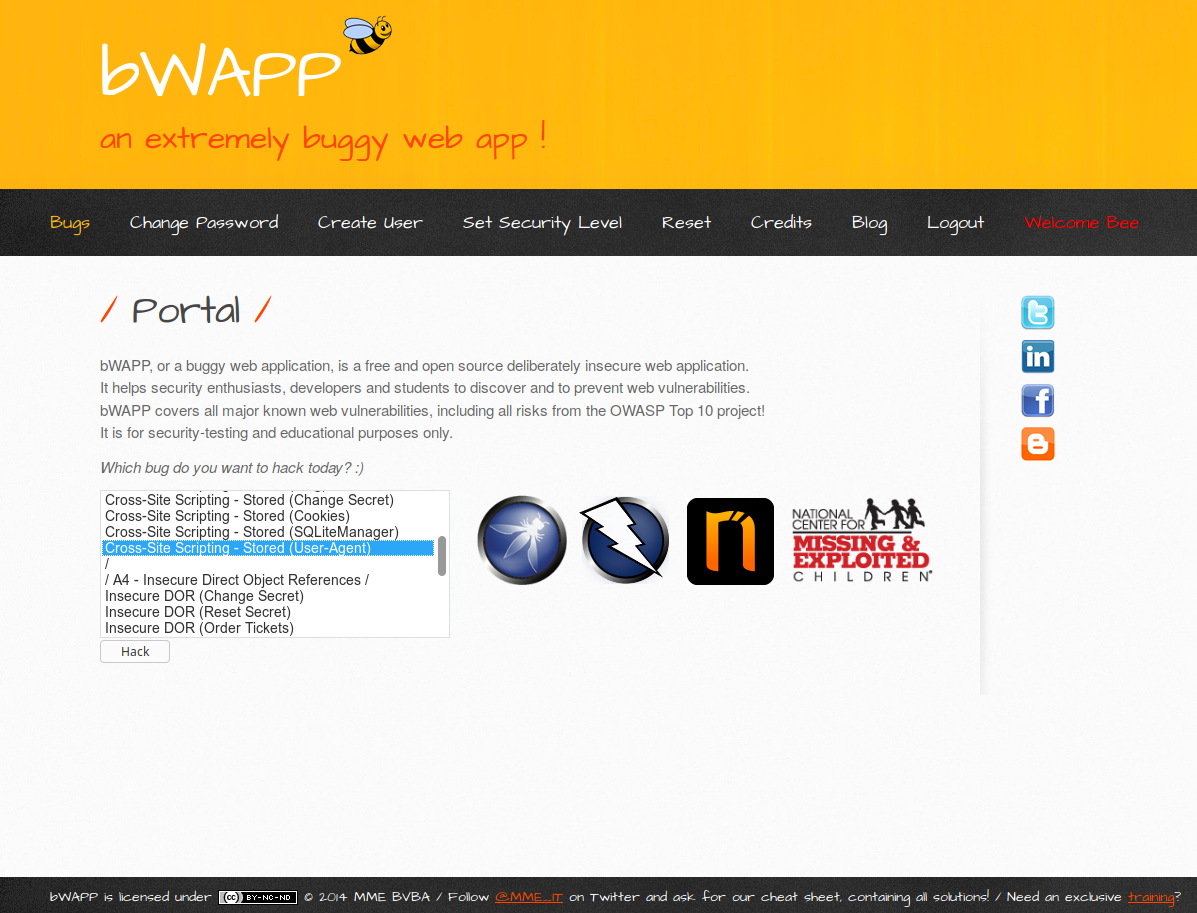 bWAPP
an extremely buggy web app !
Bugs Change Password Create User Set Security Level Reset Credits Blog Logout Welcome Bee
/ Portal /
bWAPP, or a buggy web application, is a free and open source deliberately insecure web application.
It helps security enthusiasts, developers and students to discover and to prevent web vulnerabilities.
bWAPP covers all major known web vulnerabilities, including all risks from the OWASP Top 10 project!
It is for security-testing and educational purposes only.
Which bug do you want to hack today? :)
Cross-Site Scripting - Stored (Change Secret)
Cross-Site Scripting - Stored (Cookies)
Cross-Site Scripting - Stored (SQLiteManager)
Cross-Site Scripting - Stored (User-Agent)
/
/ A4 - Insecure Direct Object References /
Insecure DOR (Change Secret)
Insecure DOR (Reset Secret)
Insecure DOR (Order Tickets)
Hack
NATIONAL
CENTER FOR
MISSING &
EXPLOITED
CHILDREN®
bWAPP is licensed under (cc) BY-NC-ND © 2014 MME BVBA / Follow @MME_IT on Twitter and ask for our cheat sheet, containing all solutions! / Need an exclusive training?